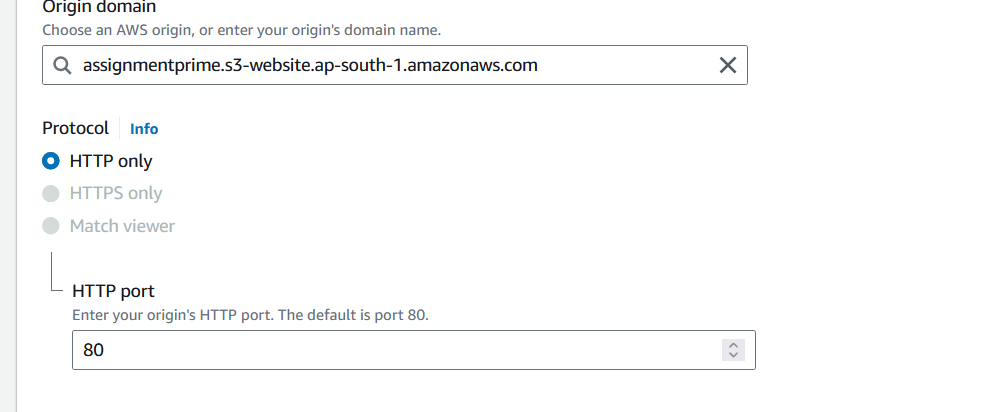 Origin domain
Choose an AWS origin, or enter your origin's domain name.
assignmentprime.s3-website.ap-south-1.amazonaws.com
Protocol Info
HTTP only
HTTPS only
Match viewer
HTTP port
Enter your origin's HTTP port. The default is port 80.
80